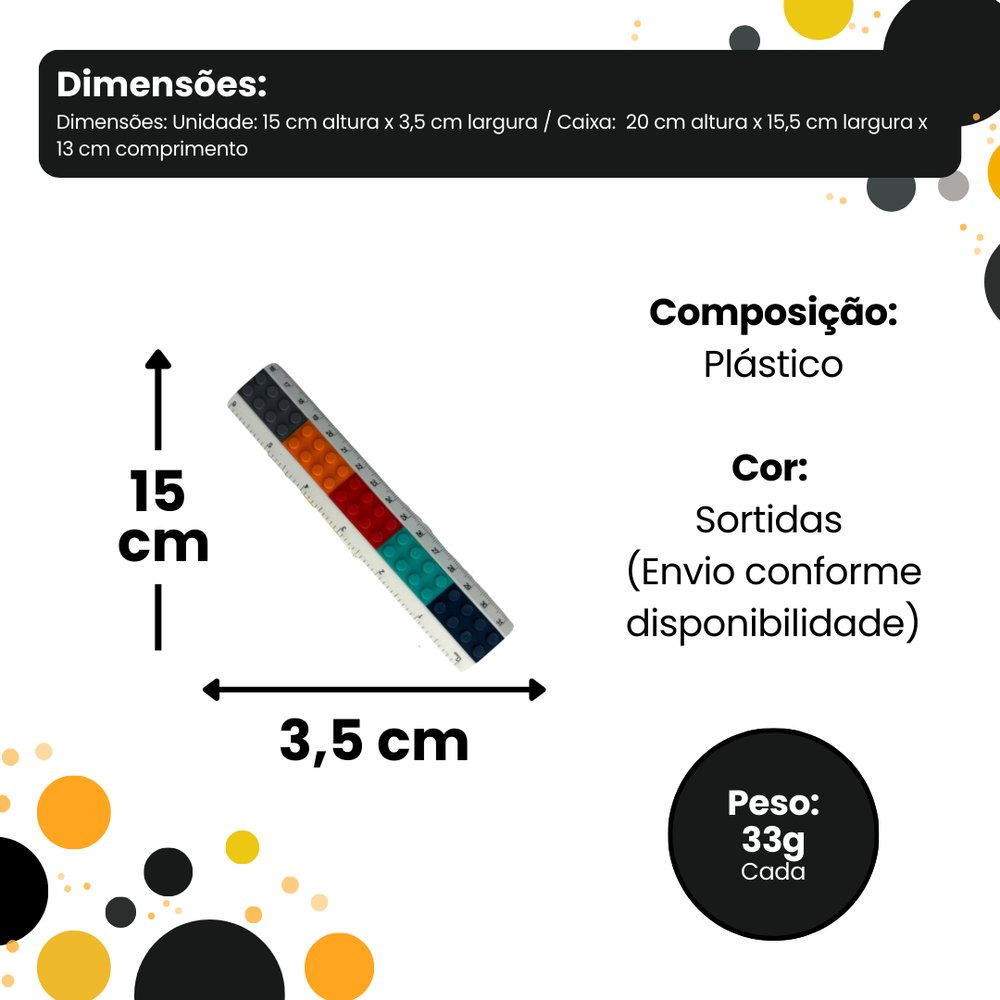 Dimensões:
Dimensões: Unidade: 15 cm altura x 3,5 cm largura / Caixa: 20 cm altura x 15,5 cm largura x
13 cm comprimento
Composição:
Plástico
15
cm
Cor:
Sortidas
(Envio conforme
disponibilidade)
3,5 cm
Peso:
33g
Cada